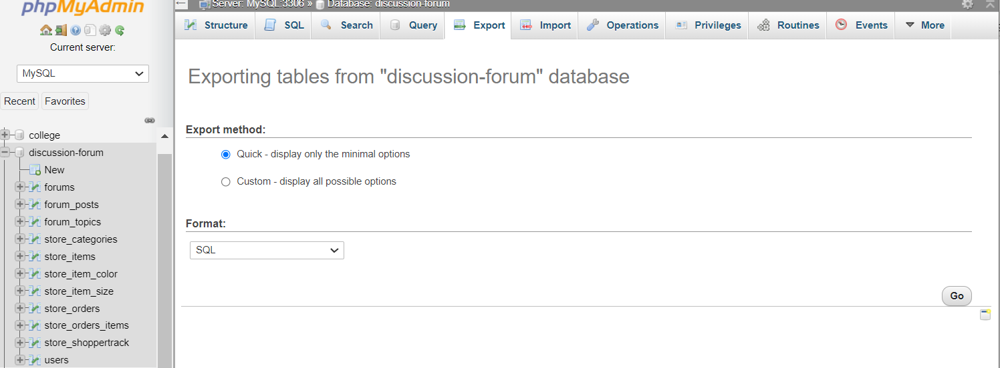 phpMyAdmin
Current server:
MySQL
Recent Favorites
college
discussion-forum
New
forums
forum_posts
forum_topics
store_categories
store_items
store_item_color
store_item_size
store_orders
store_orders_items
store_shoppertrack
users
Server: MySQL:3306 » Database: discussion-forum
Structure SQL Search Query Export Import Operations Privileges Routines Events More
Exporting tables from "discussion-forum" database
Export method:
Quick - display only the minimal options
Custom - display all possible options
Format:
SQL
Go